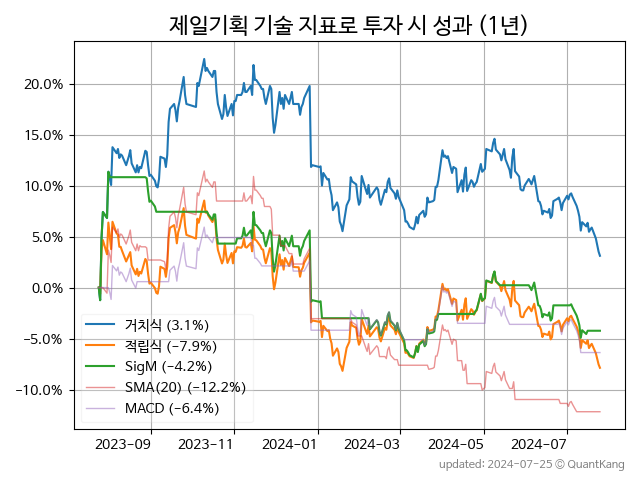 제일기획 기술 지표로 투자 시 성과 (1년)
20.0%
15.0%
10.0%
5.0%
0.0%
−5.0%
−10.0%
거치식 (3.1%)
적립식 (−7.9%)
SigM (−4.2%)
SMA(20) (−12.2%)
MACD (−6.4%)
2023−09
2023−11
2024−01
2024−03
2024−05
2024−07
updated: 2024-07-25 © QuantKang